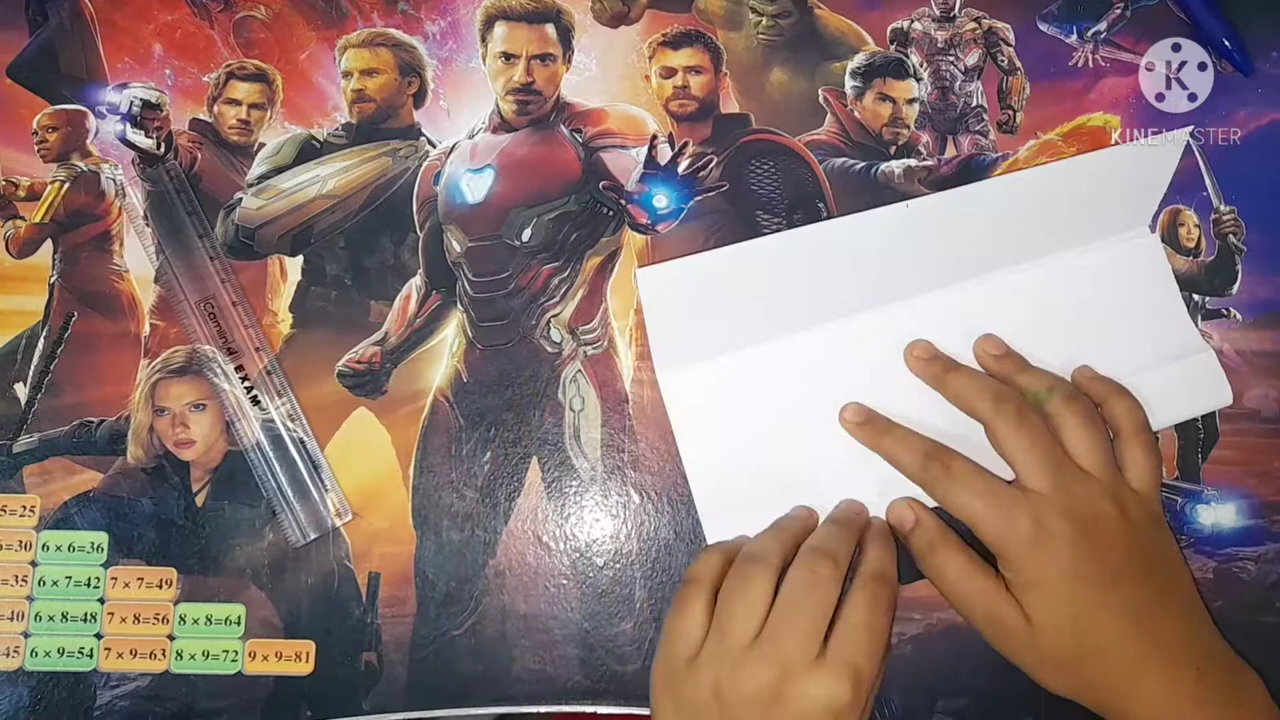 K
KINEMASTER
Camlin EXAM
5=25
=30 6×6=36
=35 6×7=42 7×7=49
=40 6×8=48 7×8=56 8×8=64
=45 6×9=54 7×9=63 8×9=72 9×9=81